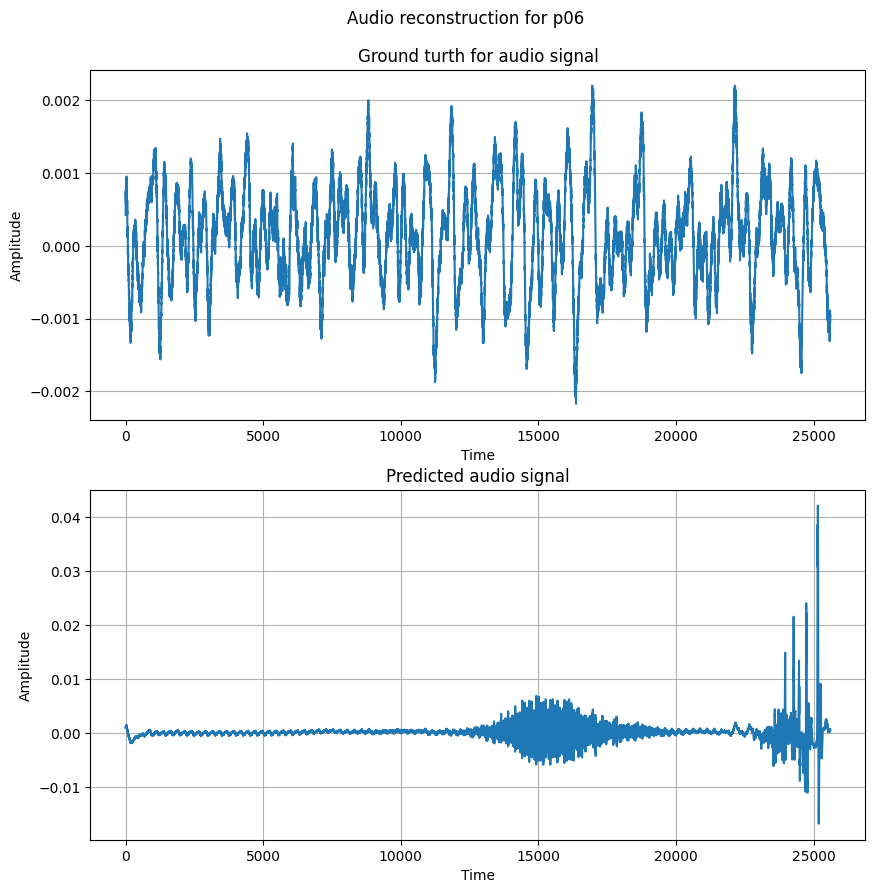 Audio reconstruction for p06
Ground turth for audio signal
Amplitude
0.002
0.001
0.000
−0.001
−0.002
0 5000 10000 15000 20000 25000
Time
Predicted audio signal
Amplitude
0.04
0.03
0.02
0.01
0.00
−0.01
0 5000 10000 15000 20000 25000
Time